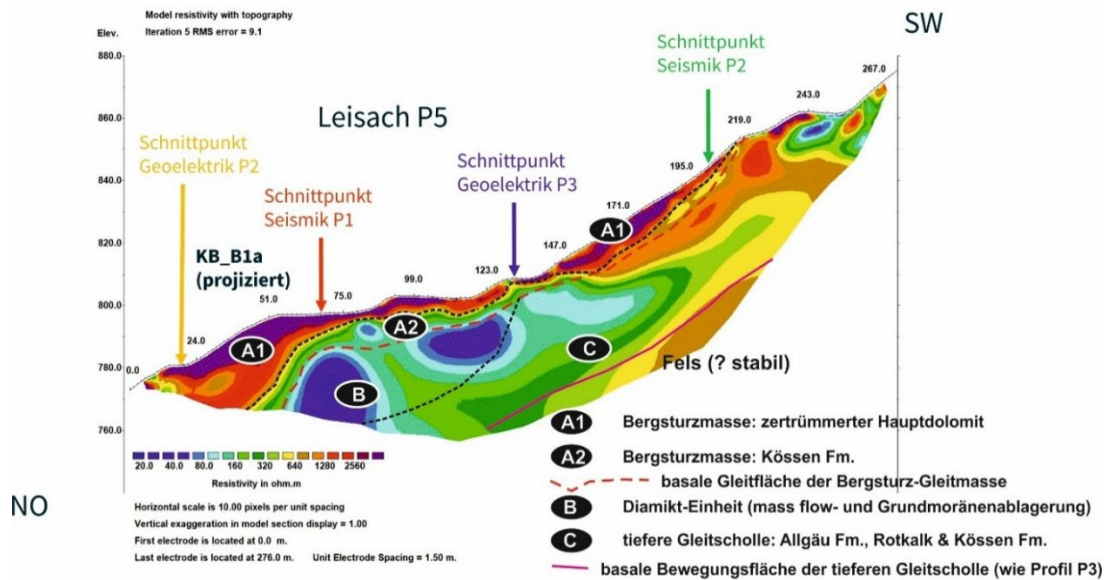 Model resistivity with topography
Iteration 5 RMS error = 9.1
Elev.
SW
880.0
860.0
840.0
820.0
800.0
780.0
760.0
Leisach P5
Schnittpunkt
Geoelektrik P2
KB_B1a
(projiziert)
Schnittpunkt
Seismik P1
Schnittpunkt
Geoelektrik P3
Schnittpunkt
Seismik P2
0.0
24.0
51.0
75.0
99.0
123.0
147.0
171.0
195.0
219.0
243.0
267.0
A1
A1
A2
B
C
Fels (? stabil)
20.0 40.0 80.0 160 320 640 1280 2560
Resistivity in ohm.m
NO
Horizontal scale is 10.00 pixels per unit spacing
Vertical exaggeration in model section display = 1.00
First electrode is located at 0.0 m.
Last electrode is located at 276.0 m. Unit Electrode Spacing = 1.50 m.
A1 Bergsturzmasse: zertrümmerter Hauptdolomit
A2 Bergsturzmasse: Kössen Fm.
basale Gleitfläche der Bergsturz-Gleitmasse
B Diamikt-Einheit (mass flow- und Grundmoränenablagerung)
C tiefere Gleitscholle: Allgäu Fm., Rotkalk & Kössen Fm.
basale Bewegungsfläche der tieferen Gleitscholle (wie Profil P3)